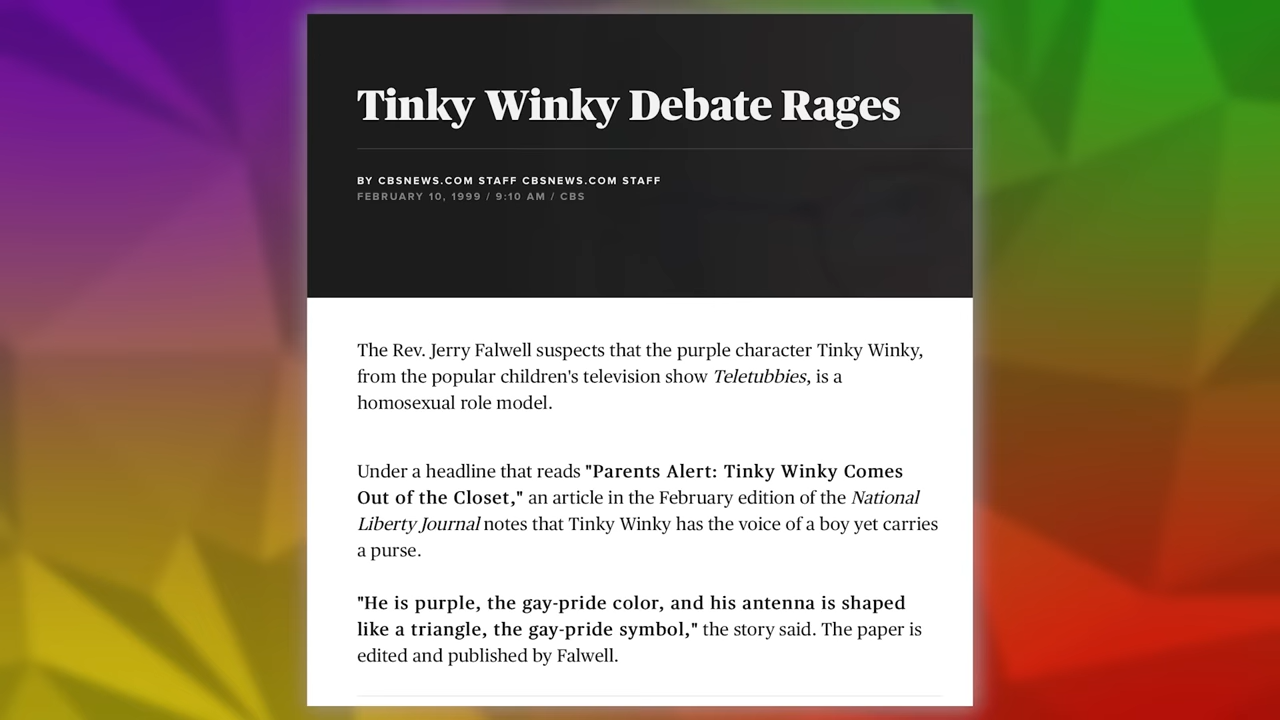 Tinky Winky Debate Rages
BY CBSNEWS.COM STAFF CBSNEWS.COM STAFF
FEBRUARY 10, 1999 / 9:10 AM / CBS
The Rev. Jerry Falwell suspects that the purple character Tinky Winky,
from the popular children's television show Teletubbies, is a
homosexual role model.
Under a headline that reads "Parents Alert: Tinky Winky Comes
Out of the Closet," an article in the February edition of the National
Liberty Journal notes that Tinky Winky has the voice of a boy yet carries
a purse.
"He is purple, the gay-pride color, and his antenna is shaped
like a triangle, the gay-pride symbol," the story said. The paper is
edited and published by Falwell.